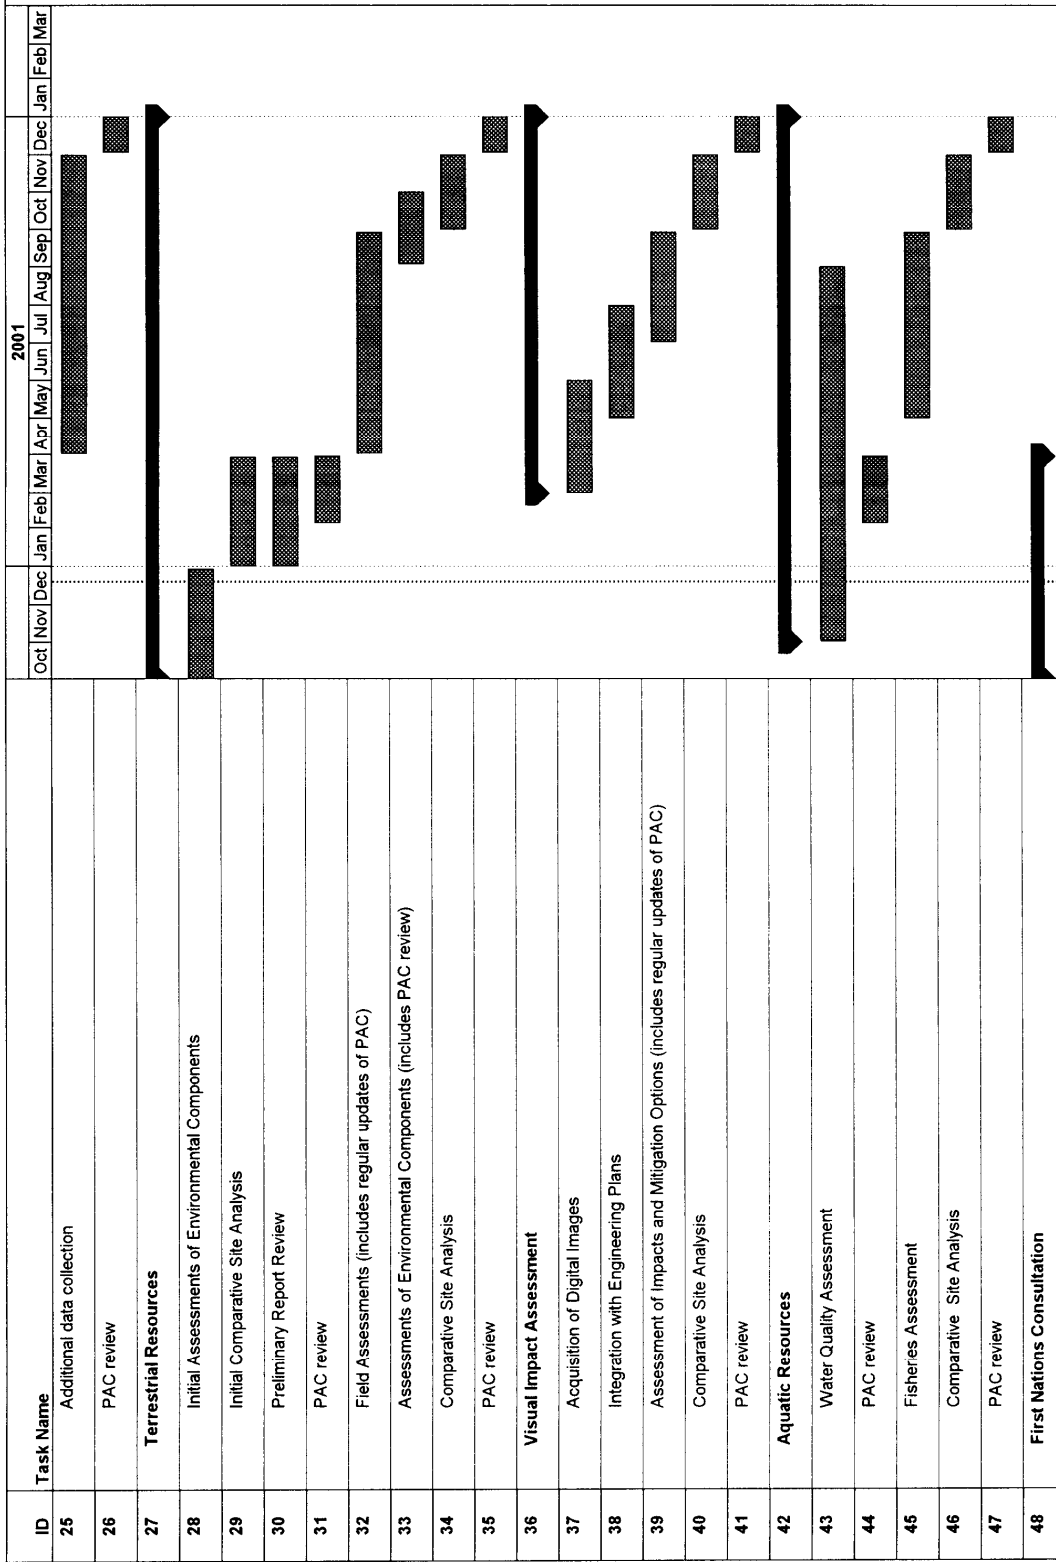 2001
ID Task Name Oct Nov Dec Jan Feb Mar Apr May Jun Jul Aug Sep Oct Nov Dec Jan Feb Mar
25 Additional data collection
26 PAC review
27 Terrestrial Resources
28 Initial Assessments of Environmental Components
29 Initial Comparative Site Analysis
30 Preliminary Report Review
31 PAC review
32 Field Assessments (includes regular updates of PAC)
33 Assessments of Environmental Components (includes PAC review)
34 Comparative Site Analysis
35 PAC review
36 Visual Impact Assessment
37 Acquisition of Digital Images
38 Integration with Engineering Plans
39 Assessment of Impacts and Mitigation Options (includes regular updates of PAC)
40 Comparative Site Analysis
41 PAC review
42 Aquatic Resources
43 Water Quality Assessment
44 PAC review
45 Fisheries Assessment
46 Comparative Site Analysis
47 PAC review
48 First Nations Consultation